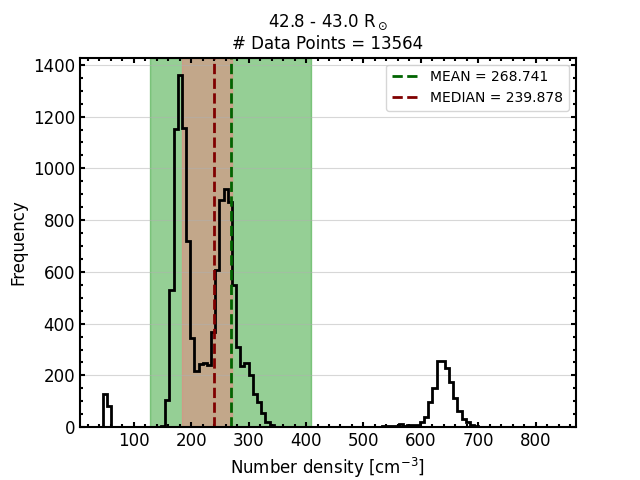 42.8 - 43.0 R⊙
# Data Points = 13564
MEAN = 268.741
MEDIAN = 239.878
Frequency
1400
1200
1000
800
600
400
200
0
100 200 300 400 500 600 700 800
Number density [cm⁻³]